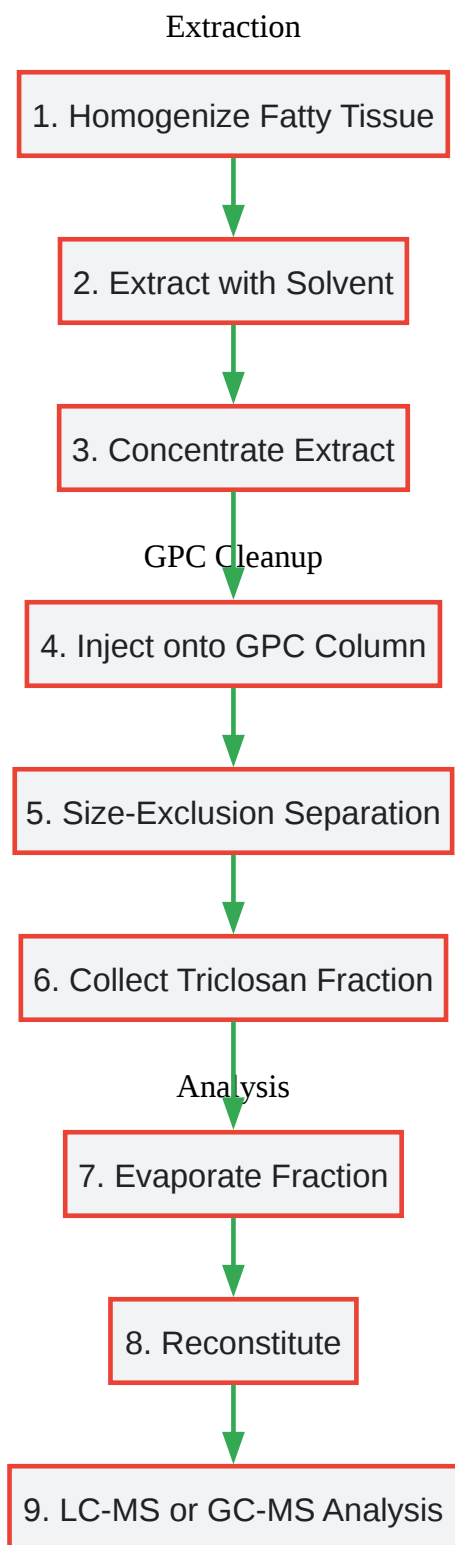 Extraction
1. Homogenize Fatty Tissue
2. Extract with Solvent
3. Concentrate Extract
GPC Cleanup
4. Inject onto GPC Column
5. Size-Exclusion Separation
6. Collect Triclosan Fraction
Analysis
7. Evaporate Fraction
8. Reconstitute
9. LC-MS or GC-MS Analysis